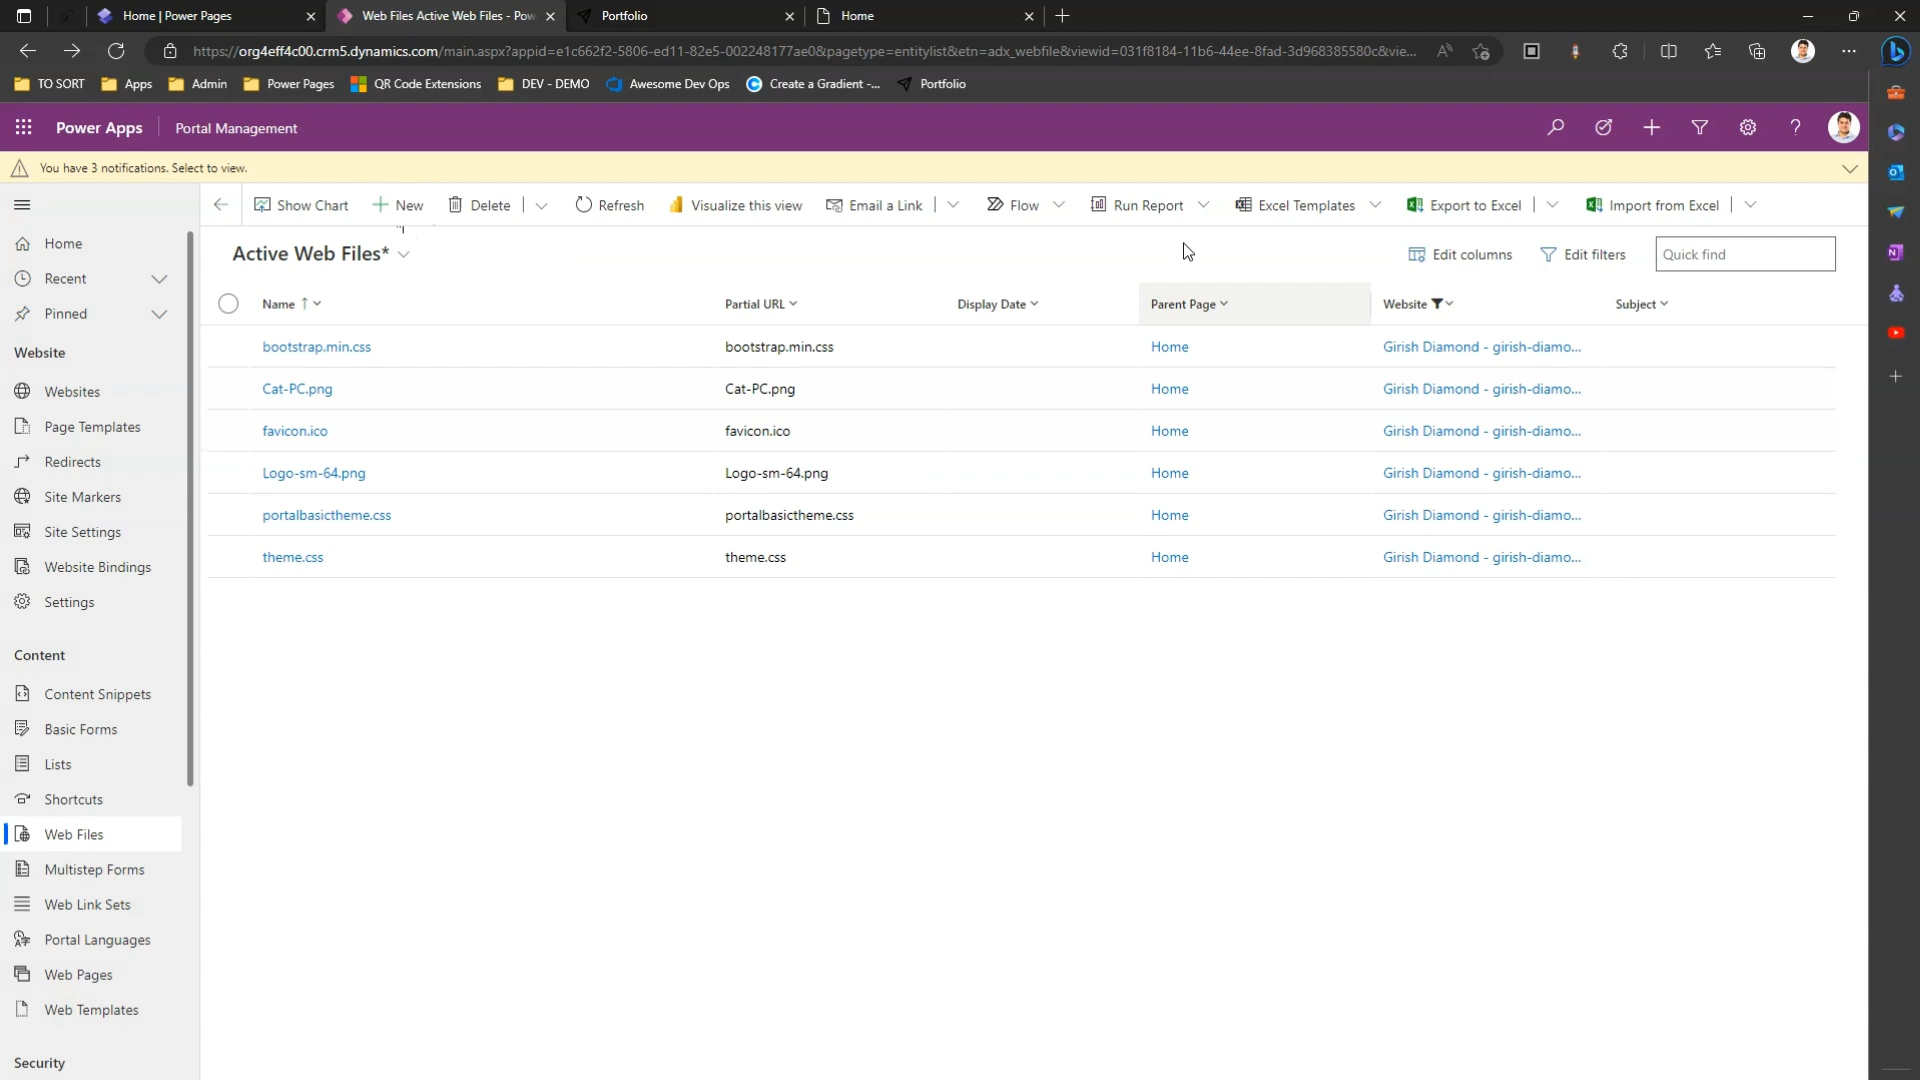 Home | Power Pages
Web Files Active Web Files - Pow
Portfolio
Home
https://org4eff4c00.crm5.dynamics.com/main.aspx?appid=e1c662f2-5806-ed11-82e5-002248177ae0&pagetype=entitylist&etn=adx_webfile&viewid=031f8184-11b6-44ee-8fad-3d968385580c&vie...
TO SORT
Apps
Admin
Power Pages
QR Code Extensions
DEV - DEMO
Awesome Dev Ops
Create a Gradient -...
Portfolio
Power Apps
Portal Management
You have 3 notifications. Select to view.
Show Chart
New
Delete
Refresh
Visualize this view
Email a Link
Flow
Run Report
Excel Templates
Export to Excel
Import from Excel
Home
Recent
Pinned
Website
Websites
Page Templates
Redirects
Site Markers
Site Settings
Website Bindings
Settings
Content
Content Snippets
Basic Forms
Lists
Shortcuts
Web Files
Multistep Forms
Web Link Sets
Portal Languages
Web Pages
Web Templates
Security
Active Web Files*
Edit columns
Edit filters
Quick find
Name Partial URL Display Date Parent Page Website Subject
bootstrap.min.css bootstrap.min.css Home Girish Diamond - girish-diamo...
Cat-PC.png Cat-PC.png Home Girish Diamond - girish-diamo...
favicon.ico favicon.ico Home Girish Diamond - girish-diamo...
Logo-sm-64.png Logo-sm-64.png Home Girish Diamond - girish-diamo...
portalbasictheme.css portalbasictheme.css Home Girish Diamond - girish-diamo...
theme.css theme.css Home Girish Diamond - girish-diamo...